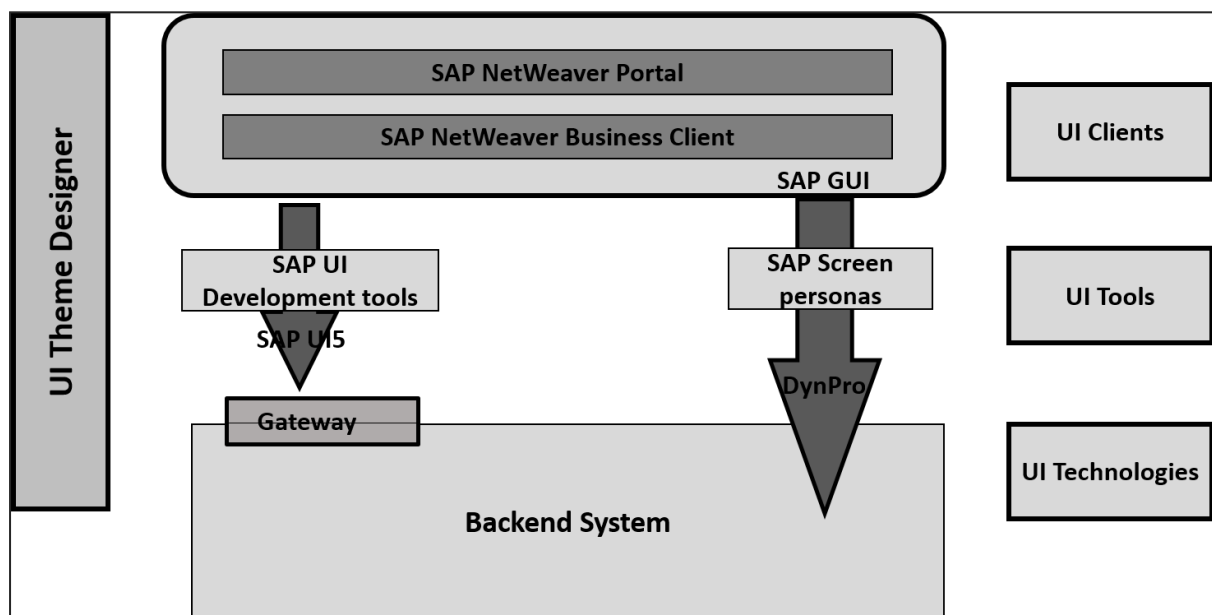 UI Theme Designer
SAP NetWeaver Portal
SAP NetWeaver Business Client
SAP GUI
SAP UI
Development tools
SAP UI5
SAP Screen
personas
DynPro
Gateway
Backend System
UI Clients
UI Tools
UI Technologies